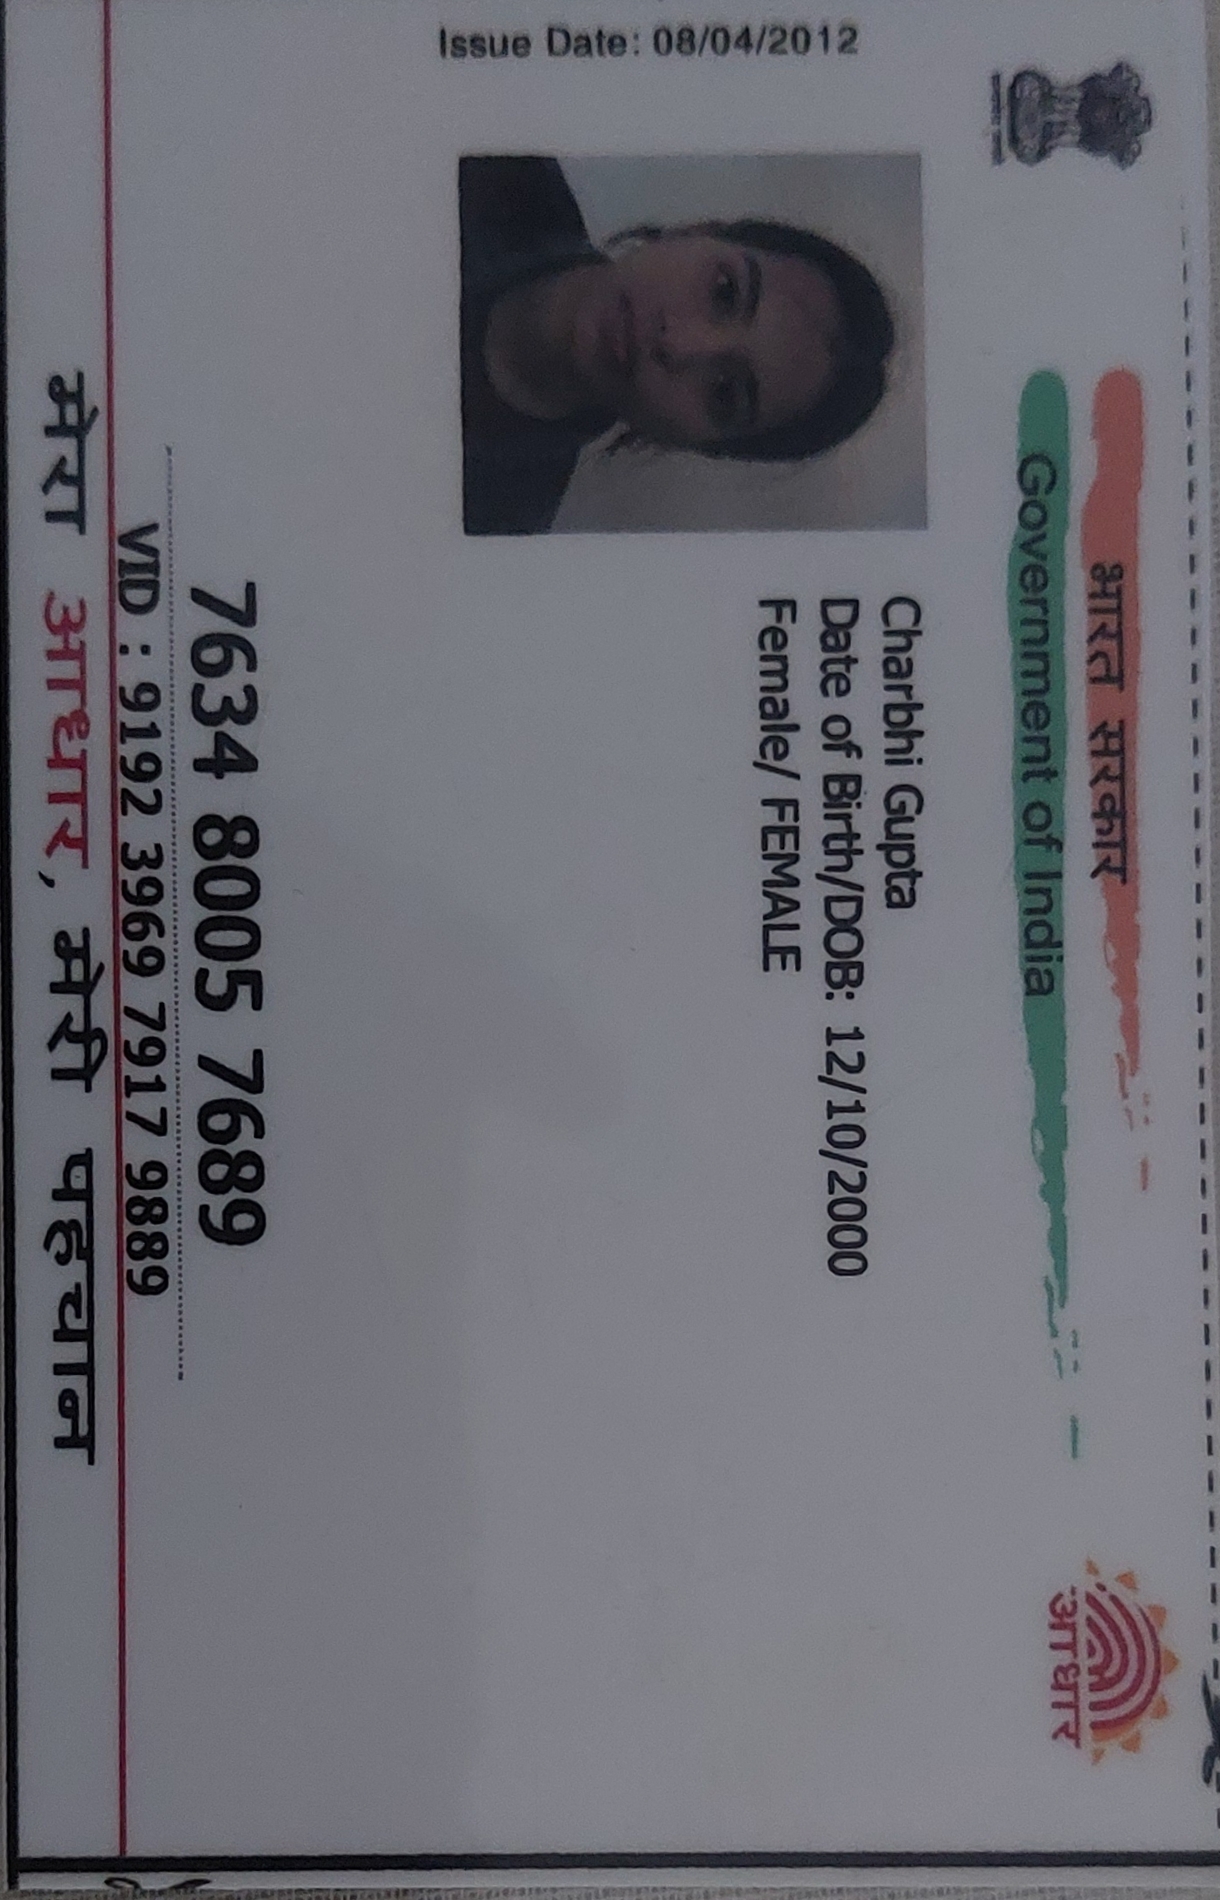 Issue Date: 08/04/2012
भारत सरकार
Government of India
आधार
Charbhi Gupta
Date of Birth/DOB: 12/10/2000
Female/ FEMALE
7634 8005 7689
VID : 9192 3969 7917 9889
मेरा आधार, मेरी पहचान